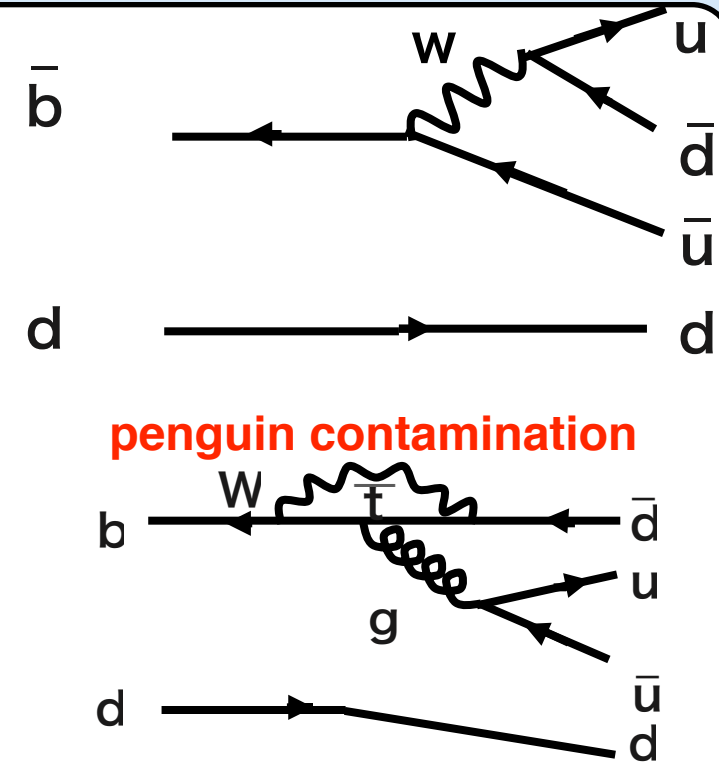 W u
b̄
d̄
ū
d d
penguin contamination
W t̄
b d̄
u
g
ū
d d